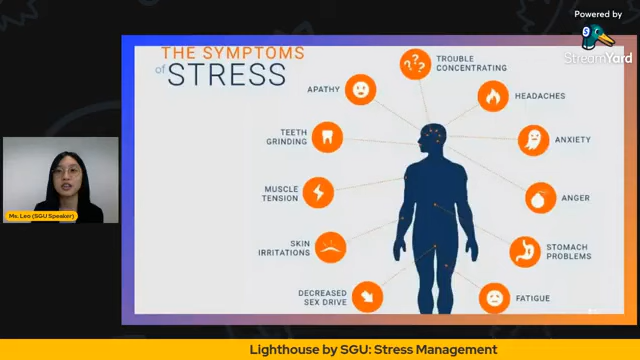 Powered by
StreamYard
THE SYMPTOMS
of STRESS
TROUBLE
CONCENTRATING
APATHY
HEADACHES
TEETH
GRINDING
ANXIETY
MUSCLE
TENSION
ANGER
SKIN
IRRITATIONS
STOMACH
PROBLEMS
DECREASED
SEX DRIVE
FATIGUE
Ms. Leo (SGU Speaker)
Lighthouse by SGU: Stress Management